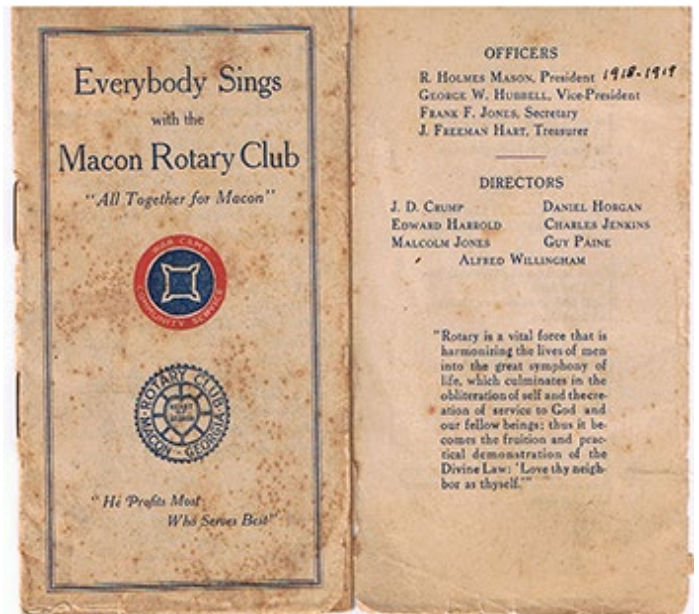 Everybody Sings
with the
Macon Rotary Club
"All Together for Macon"
WAR CAMP
COMMUNITY SERVICE
ROTARY CLUB
HEART
OF GEORGIA
MACON - GEORGIA
"He Profits Most
Who Serves Best"
OFFICERS
R. HOLMES MASON, President 1918-1919
GEORGE W. HUBBELL, Vice-President
FRANK F. JONES, Secretary
J. FREEMAN HART, Treasurer
DIRECTORS
J. D. CRUMP DANIEL HORGAN
EDWARD HARROLD CHARLES JENKINS
MALCOLM JONES GUY PAINE
ALFRED WILLINGHAM
"Rotary is a vital force that is
harmonizing the lives of men
into the great symphony of
life, which culminates in the
obliteration of self and thecre-
ation of service to God and
our fellow beings; thus it be-
comes the fruition and prac-
tical demonstration of the
Divine Law: 'Love thy neigh-
bor as thyself.'"